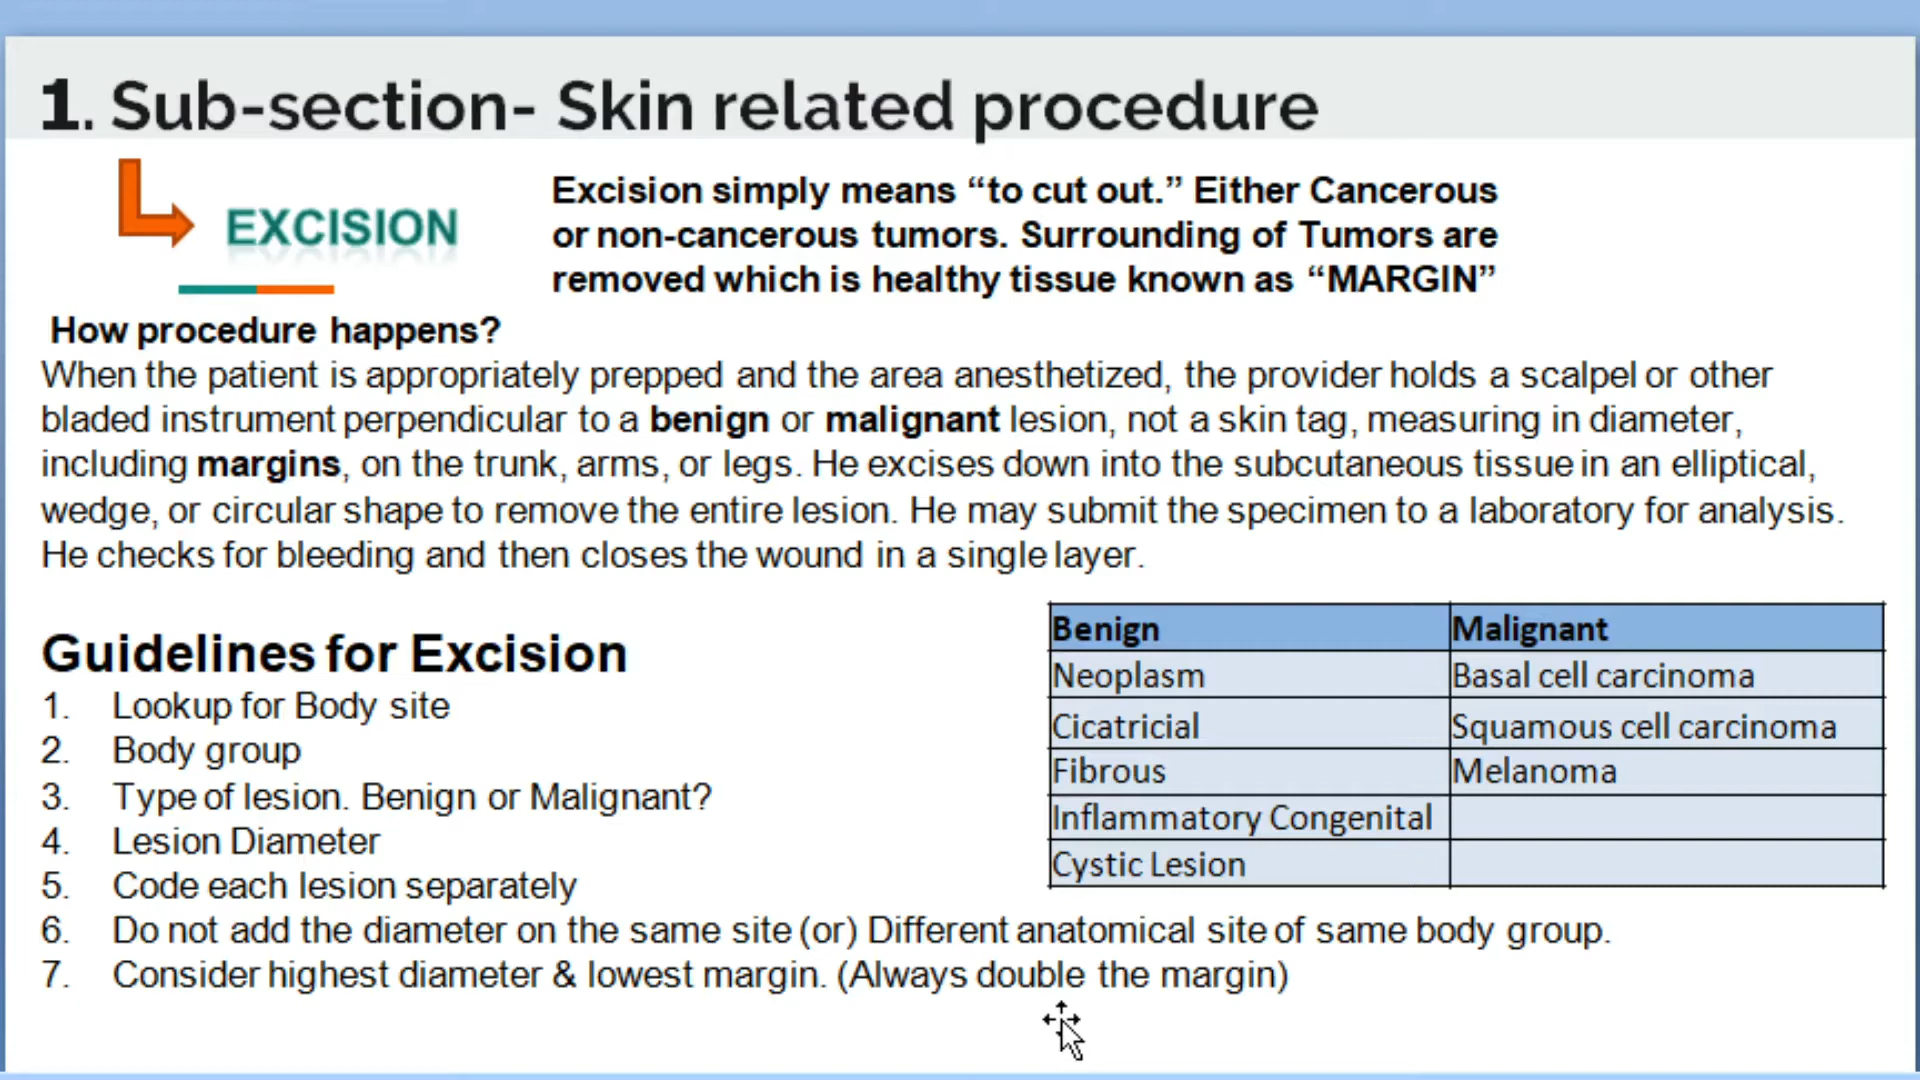 1. Sub-section- Skin related procedure
EXCISION
Excision simply means “to cut out.” Either Cancerous
or non-cancerous tumors. Surrounding of Tumors are
removed which is healthy tissue known as “MARGIN”
How procedure happens?
When the patient is appropriately prepped and the area anesthetized, the provider holds a scalpel or other
bladed instrument perpendicular to a benign or malignant lesion, not a skin tag, measuring in diameter,
including margins, on the trunk, arms, or legs. He excises down into the subcutaneous tissue in an elliptical,
wedge, or circular shape to remove the entire lesion. He may submit the specimen to a laboratory for analysis.
He checks for bleeding and then closes the wound in a single layer.
Guidelines for Excision
1. Lookup for Body site
2. Body group
3. Type of lesion. Benign or Malignant?
4. Lesion Diameter
5. Code each lesion separately
6. Do not add the diameter on the same site (or) Different anatomical site of same body group.
7. Consider highest diameter & lowest margin. (Always double the margin)
Benign Malignant
Neoplasm Basal cell carcinoma
Cicatricial Squamous cell carcinoma
Fibrous Melanoma
Inflammatory Congenital
Cystic Lesion